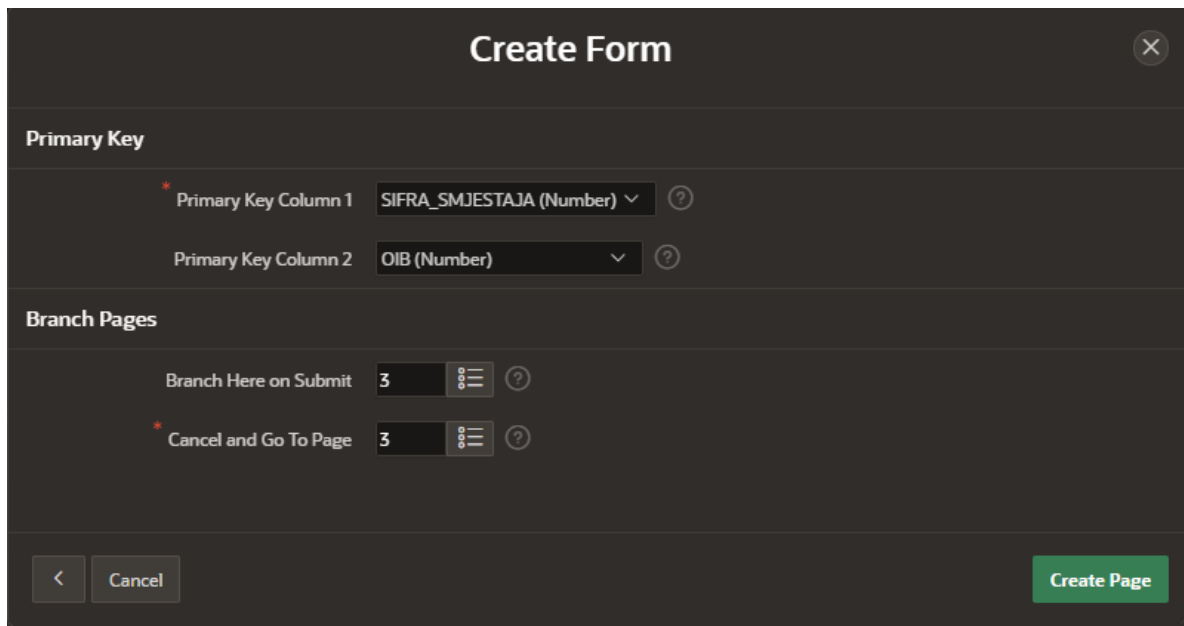 Create Form
Primary Key
* Primary Key Column 1 SIFRA_SMJESTAJA (Number)
Primary Key Column 2 OIB (Number)
Branch Pages
Branch Here on Submit 3
* Cancel and Go To Page 3
Cancel Create Page